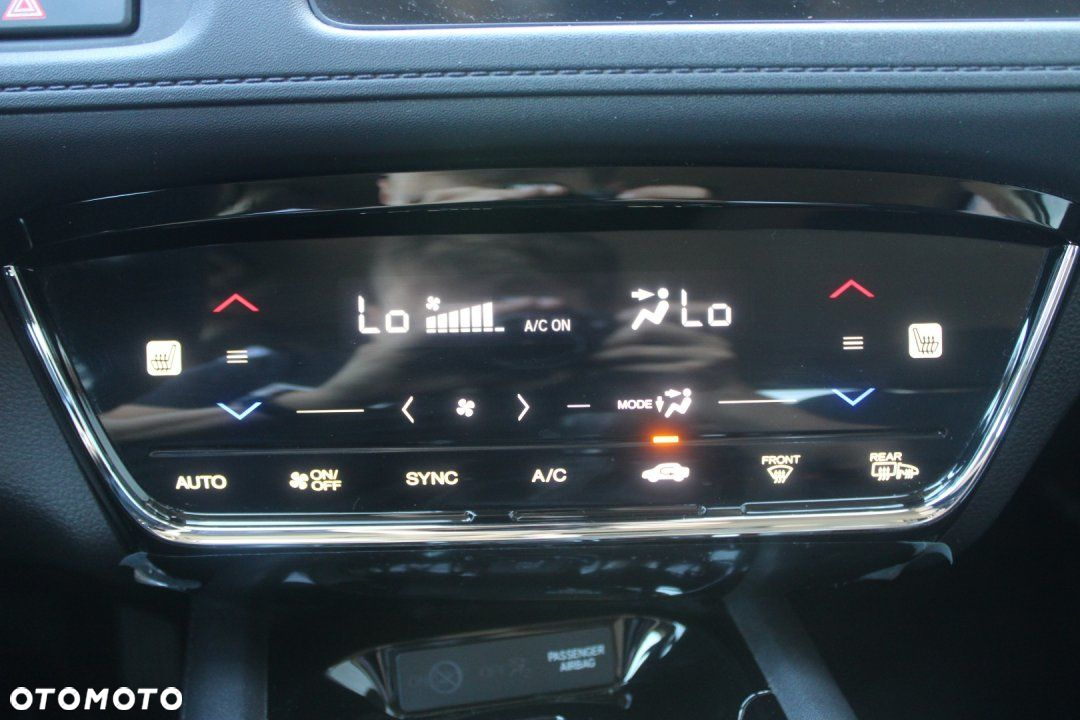 Lo A/C ON Lo
MODE
AUTO ON/OFF SYNC A/C FRONT REAR
PASSENGER
AIRBAG
OTOMOTO